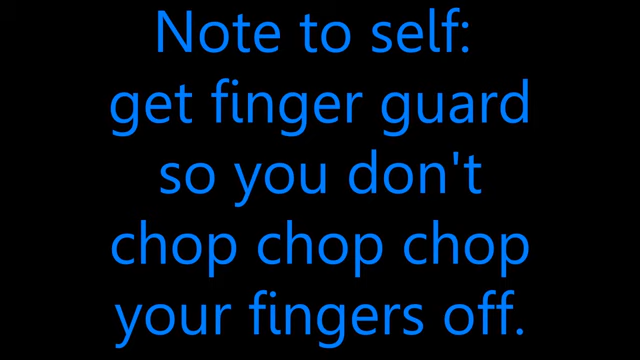 Note to self:
get finger guard
so you don't
chop chop chop
your fingers off.